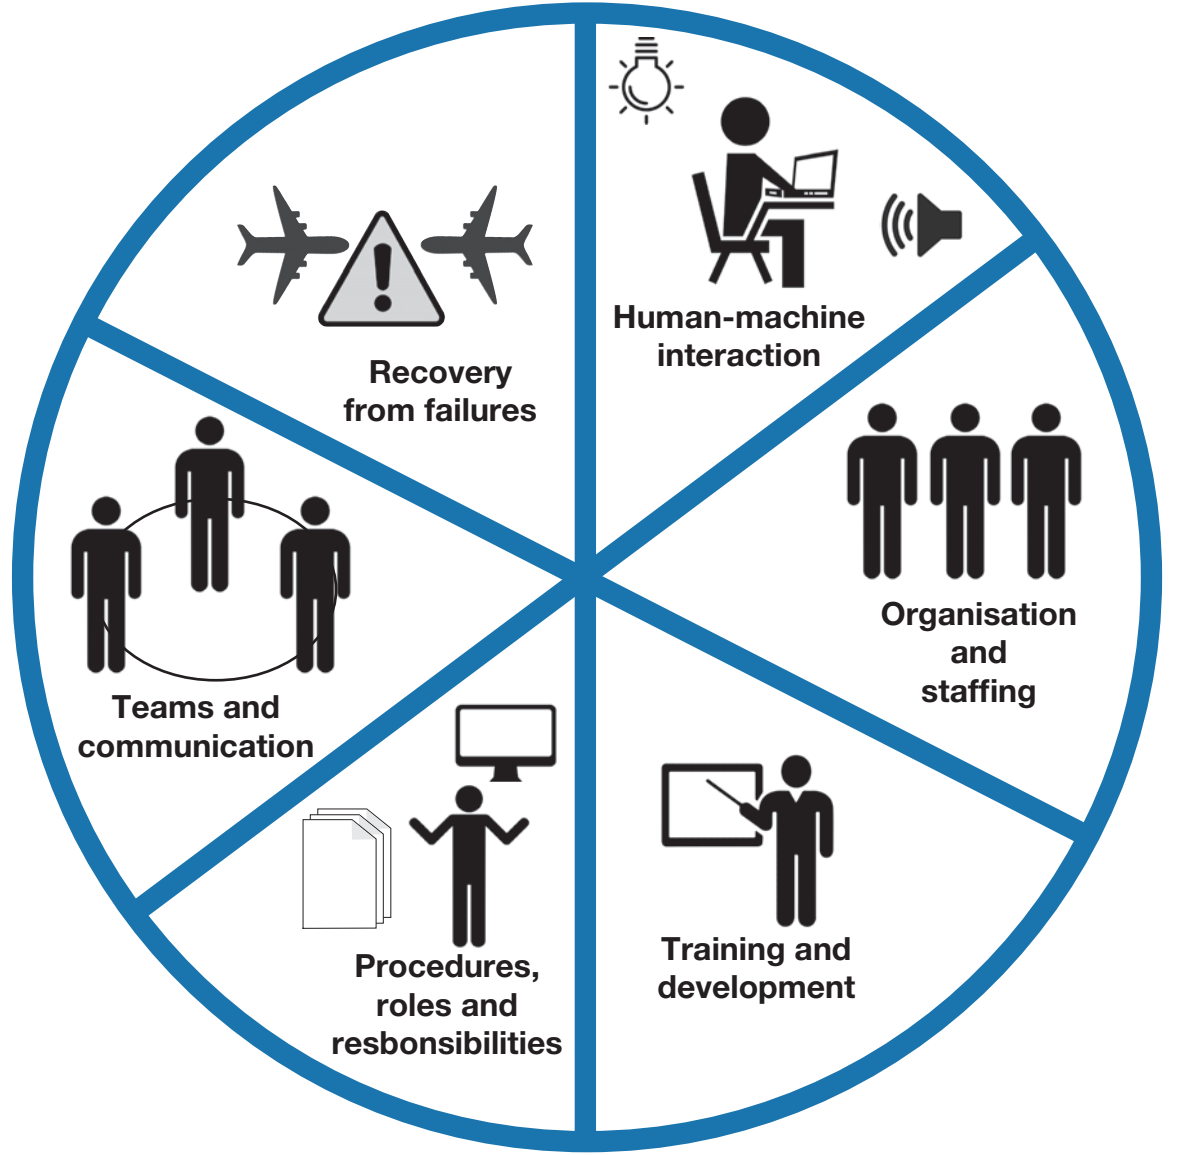 Human-machine
interaction
Organisation
and
staffing
Training and
development
Procedures,
roles and
resbonsibilities
Teams and
communication
Recovery
from failures